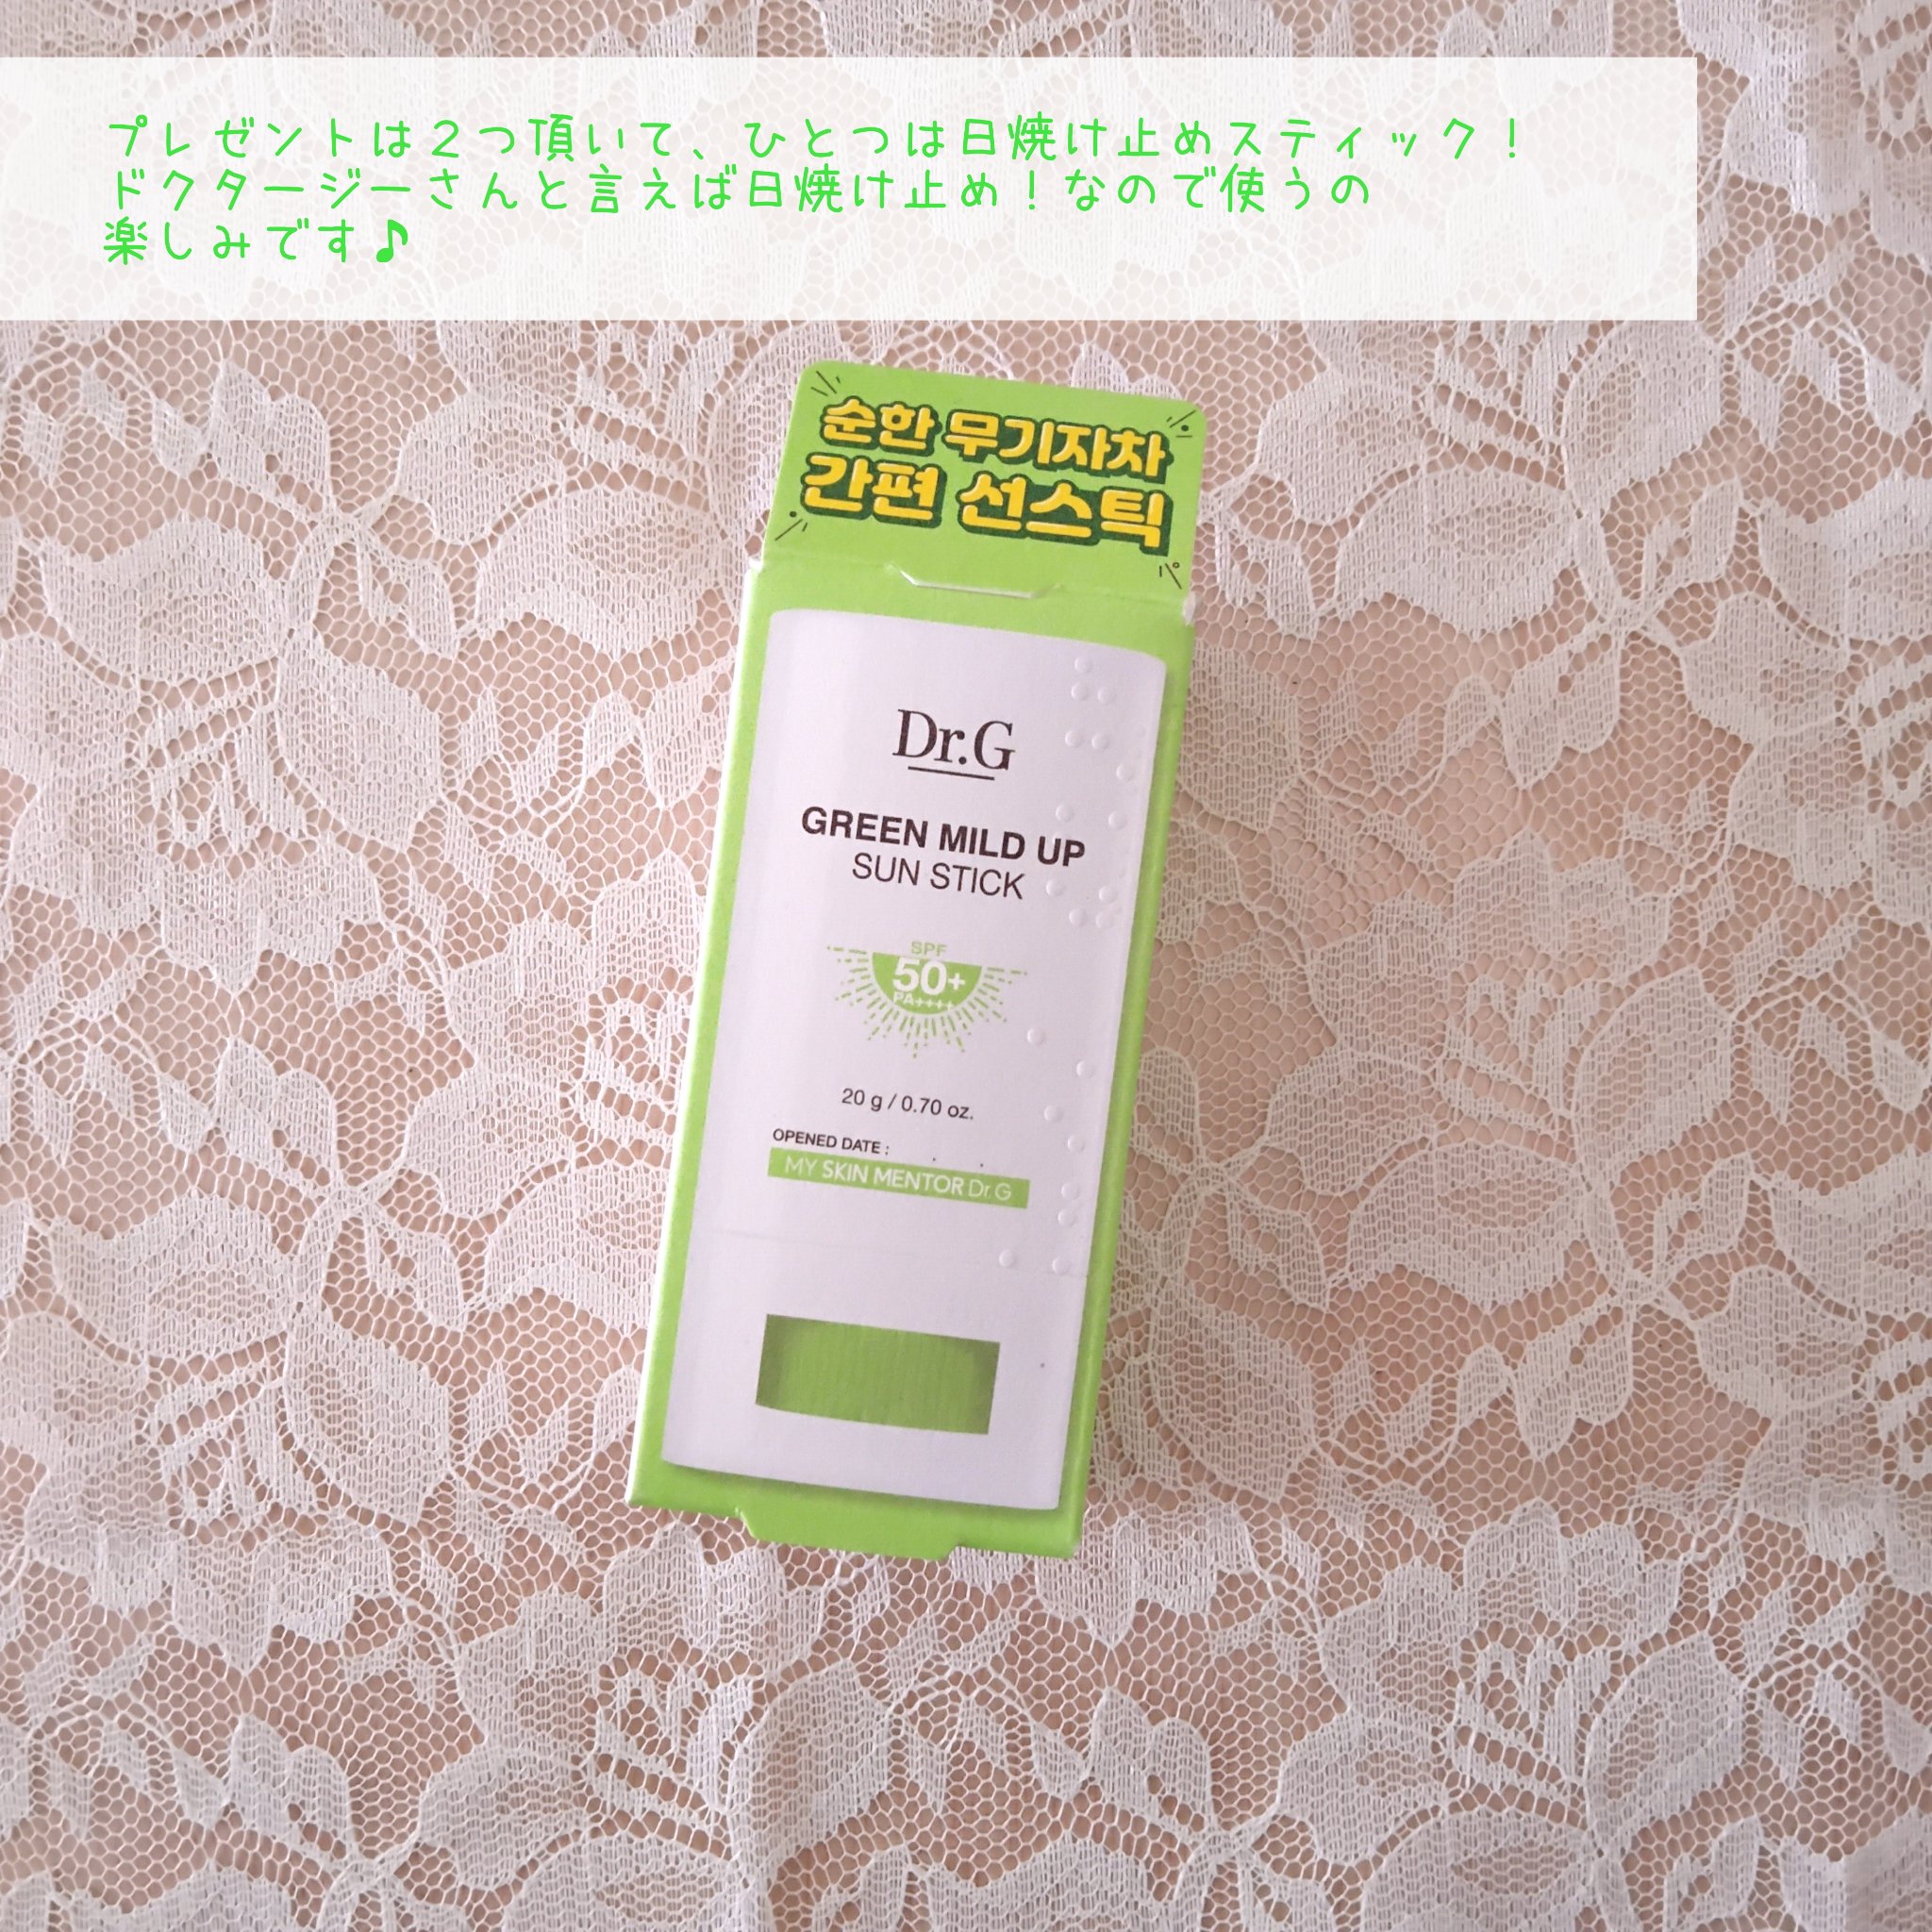 プレゼントは２つ頂いて、ひとつは日焼け止めスティック！
ドクタージーさんと言えば日焼け止め！なので使うの
楽しみです♪
순한 무기자차
간편 선스틱
Dr.G
GREEN MILD UP
SUN STICK
SPF
50+
PA++++
20 g / 0.70 oz.
OPENED DATE : . .
MY SKIN MENTOR Dr.G